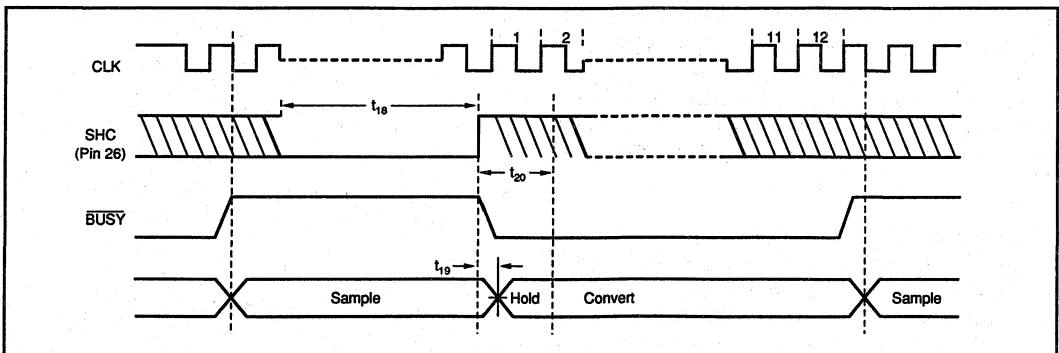 1 2 11 12
CLK
t18
SHC
(Pin 26)
t20
BUSY
t19
Sample Hold Convert Sample